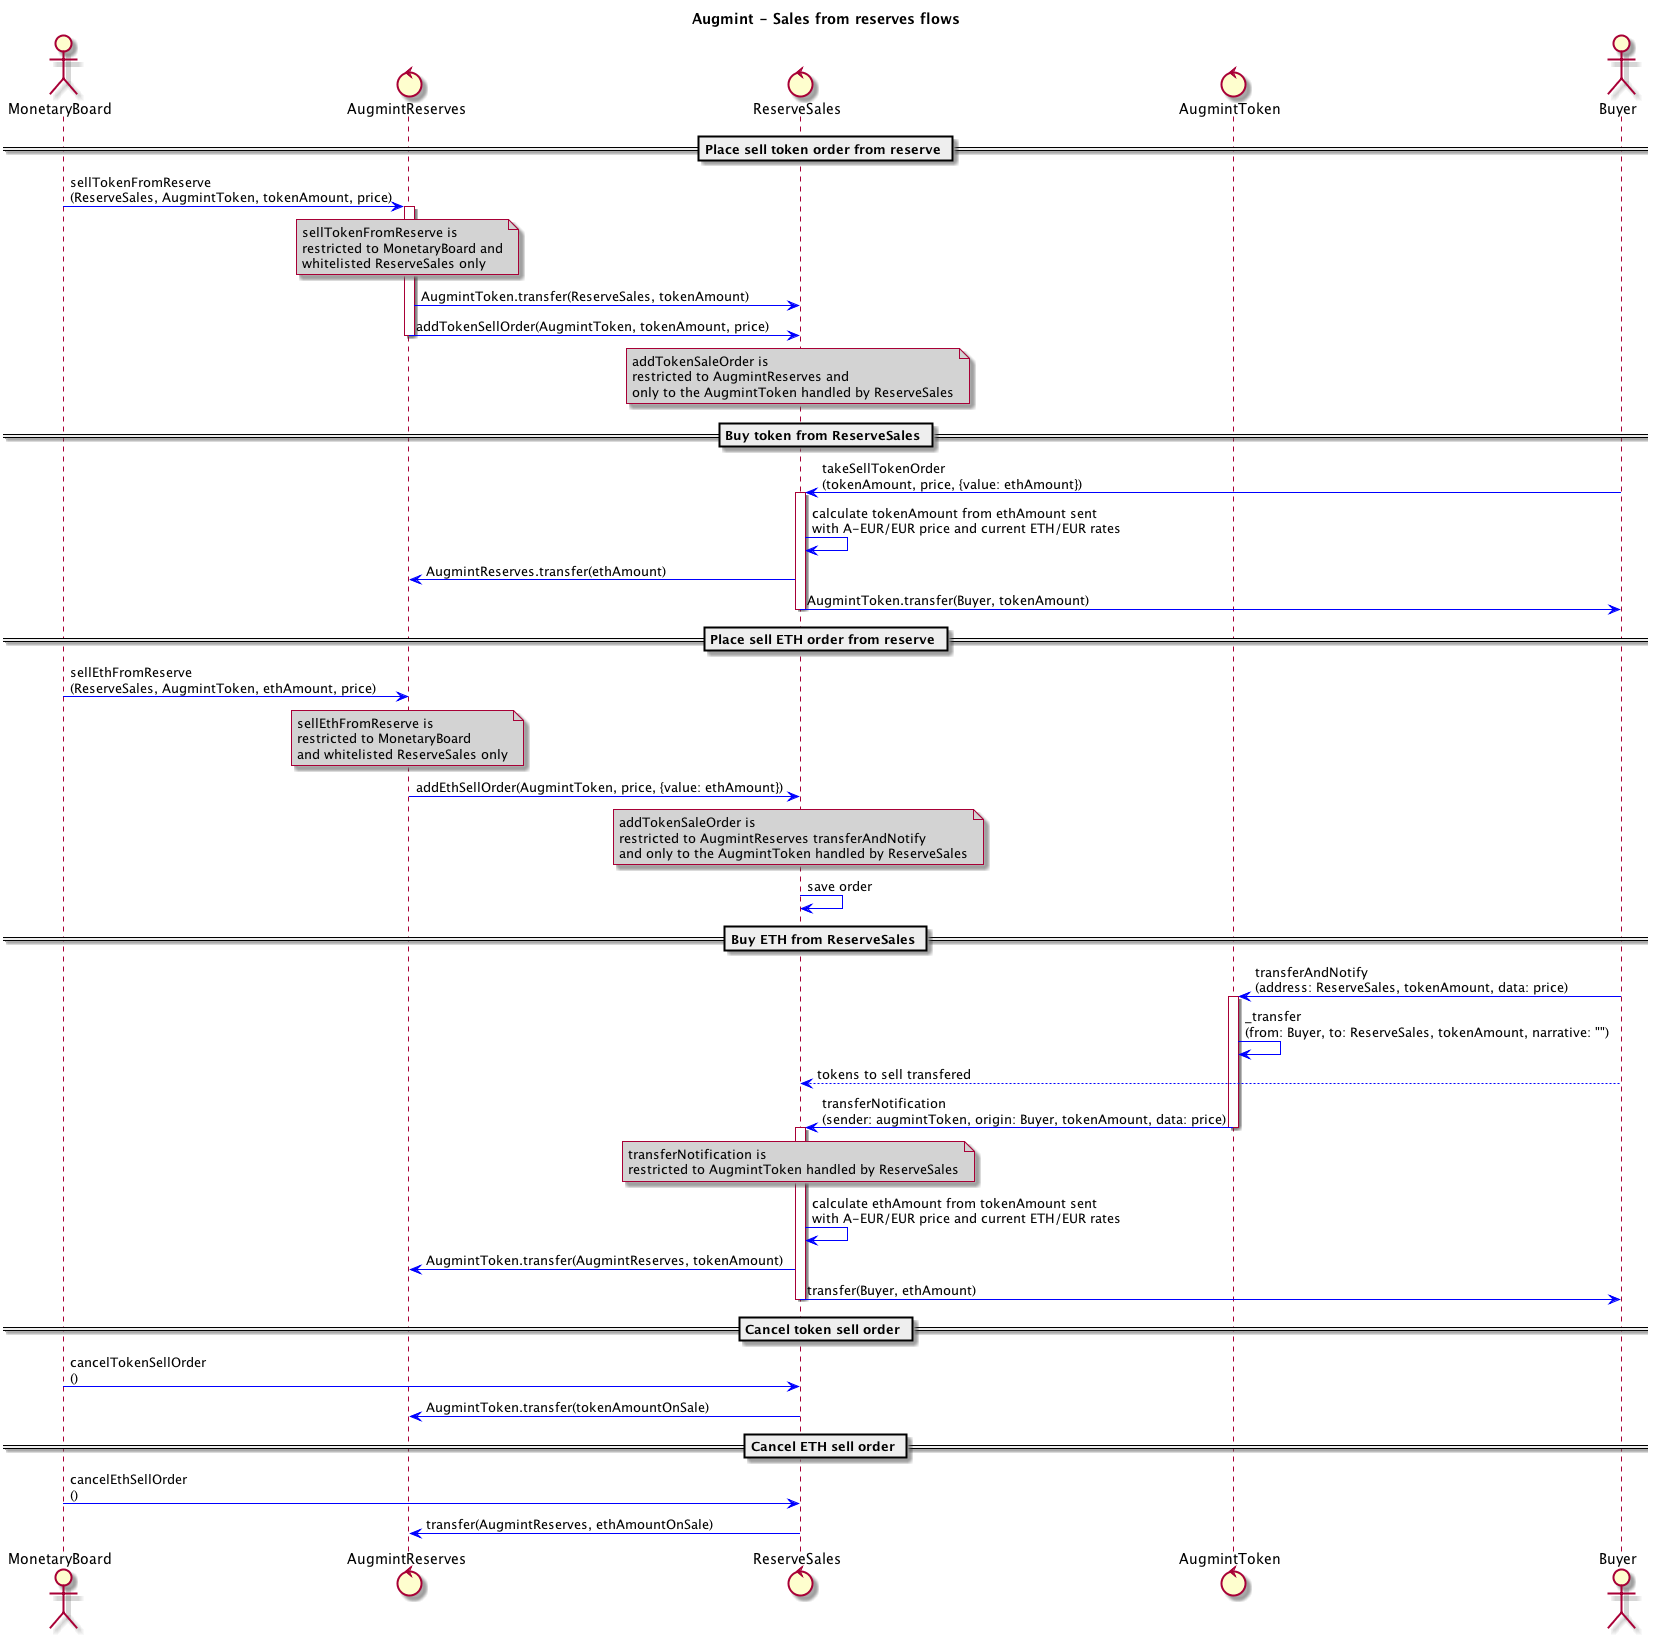 Augmint - Sales from reserves flows
MonetaryBoard
AugmintReserves
ReserveSales
AugmintToken
Buyer
Place sell token order from reserve
sellTokenFromReserve
(ReserveSales, AugmintToken, tokenAmount, price)
sellTokenFromReserve is
restricted to MonetaryBoard and
whitelisted ReserveSales only
AugmintToken.transfer(ReserveSales, tokenAmount)
addTokenSellOrder(AugmintToken, tokenAmount, price)
addTokenSaleOrder is
restricted to AugmintReserves and
only to the AugmintToken handled by ReserveSales
Buy token from ReserveSales
takeSellTokenOrder
(tokenAmount, price, {value: ethAmount})
calculate tokenAmount from ethAmount sent
with A-EUR/EUR price and current ETH/EUR rates
AugmintReserves.transfer(ethAmount)
AugmintToken.transfer(Buyer, tokenAmount)
Place sell ETH order from reserve
sellEthFromReserve
(ReserveSales, AugmintToken, ethAmount, price)
sellEthFromReserve is
restricted to MonetaryBoard
and whitelisted ReserveSales only
addEthSellOrder(AugmintToken, price, {value: ethAmount})
addTokenSaleOrder is
restricted to AugmintReserves transferAndNotify
and only to the AugmintToken handled by ReserveSales
save order
Buy ETH from ReserveSales
transferAndNotify
(address: ReserveSales, tokenAmount, data: price)
_transfer
(from: Buyer, to: ReserveSales, tokenAmount, narrative: "")
tokens to sell transfered
transferNotification
(sender: augmintToken, origin: Buyer, tokenAmount, data: price)
transferNotification is
restricted to AugmintToken handled by ReserveSales
calculate ethAmount from tokenAmount sent
with A-EUR/EUR price and current ETH/EUR rates
AugmintToken.transfer(AugmintReserves, tokenAmount)
transfer(Buyer, ethAmount)
Cancel token sell order
cancelTokenSellOrder
()
AugmintToken.transfer(tokenAmountOnSale)
Cancel ETH sell order
cancelEthSellOrder
()
transfer(AugmintReserves, ethAmountOnSale)
MonetaryBoard
AugmintReserves
ReserveSales
AugmintToken
Buyer